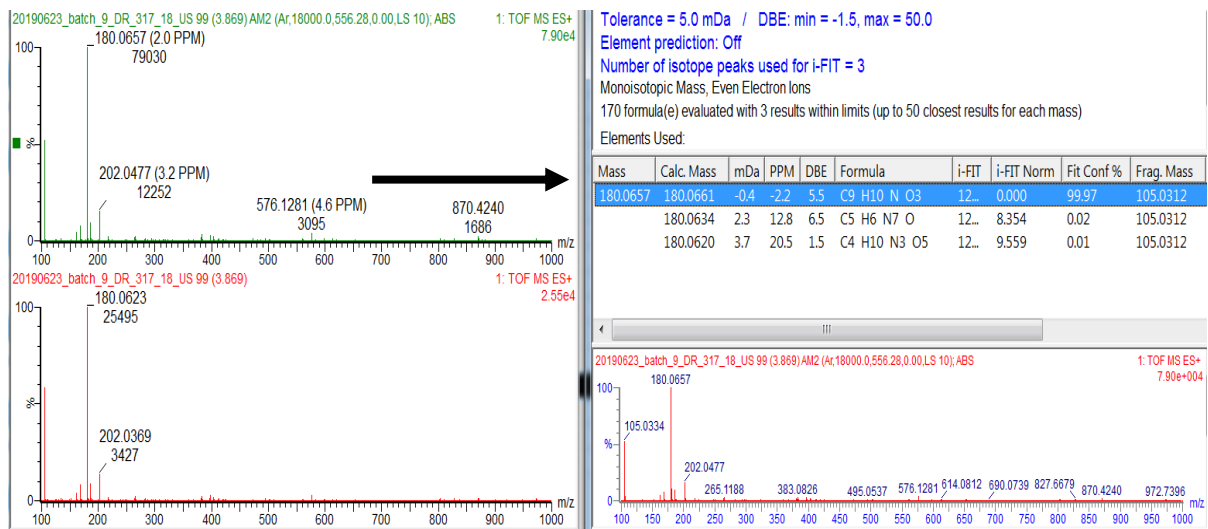 20190623_batch_9_DR_317_18_US 99 (3.869) AM2 (Ar,18000.0,556.28,0.00,LS 10); ABS
1: TOF MS ES+
7.90e4
180.0657 (2.0 PPM)
79030
100
%
202.0477 (3.2 PPM)
12252
576.1281 (4.6 PPM)
3095
870.4240
1686
0
m/z
100 200 300 400 500 600 700 800 900 1000
20190623_batch_9_DR_317_18_US 99 (3.869)
1: TOF MS ES+
2.55e4
180.0623
25495
100
%
202.0369
3427
0
m/z
100 200 300 400 500 600 700 800 900 1000
Tolerance = 5.0 mDa / DBE: min = -1.5, max = 50.0
Element prediction: Off
Number of isotope peaks used for i-FIT = 3
Monoisotopic Mass, Even Electron Ions
170 formula(e) evaluated with 3 results within limits (up to 50 closest results for each mass)
Elements Used:
Mass Calc. Mass mDa PPM DBE Formula i-FIT i-FIT Norm Fit Conf % Frag. Mass
180.0657 180.0661 -0.4 -2.2 5.5 C9 H10 N O3 12... 0.000 99.97 105.0312
180.0634 2.3 12.8 6.5 C5 H6 N7 O 12... 8.354 0.02 105.0312
180.0620 3.7 20.5 1.5 C4 H10 N3 O5 12... 9.559 0.01 105.0312
20190623_batch_9_DR_317_18_US 99 (3.869) AM2 (Ar,18000.0,556.28,0.00,LS 10); ABS
1: TOF MS ES+
7.90e+004
180.0657
100
105.0334
%
202.0477
265.1188 383.0826 495.0537 576.1281 614.0812 690.0739 827.6679 870.4240 972.7396
0
m/z
100 150 200 250 300 350 400 450 500 550 600 650 700 750 800 850 900 950 1000